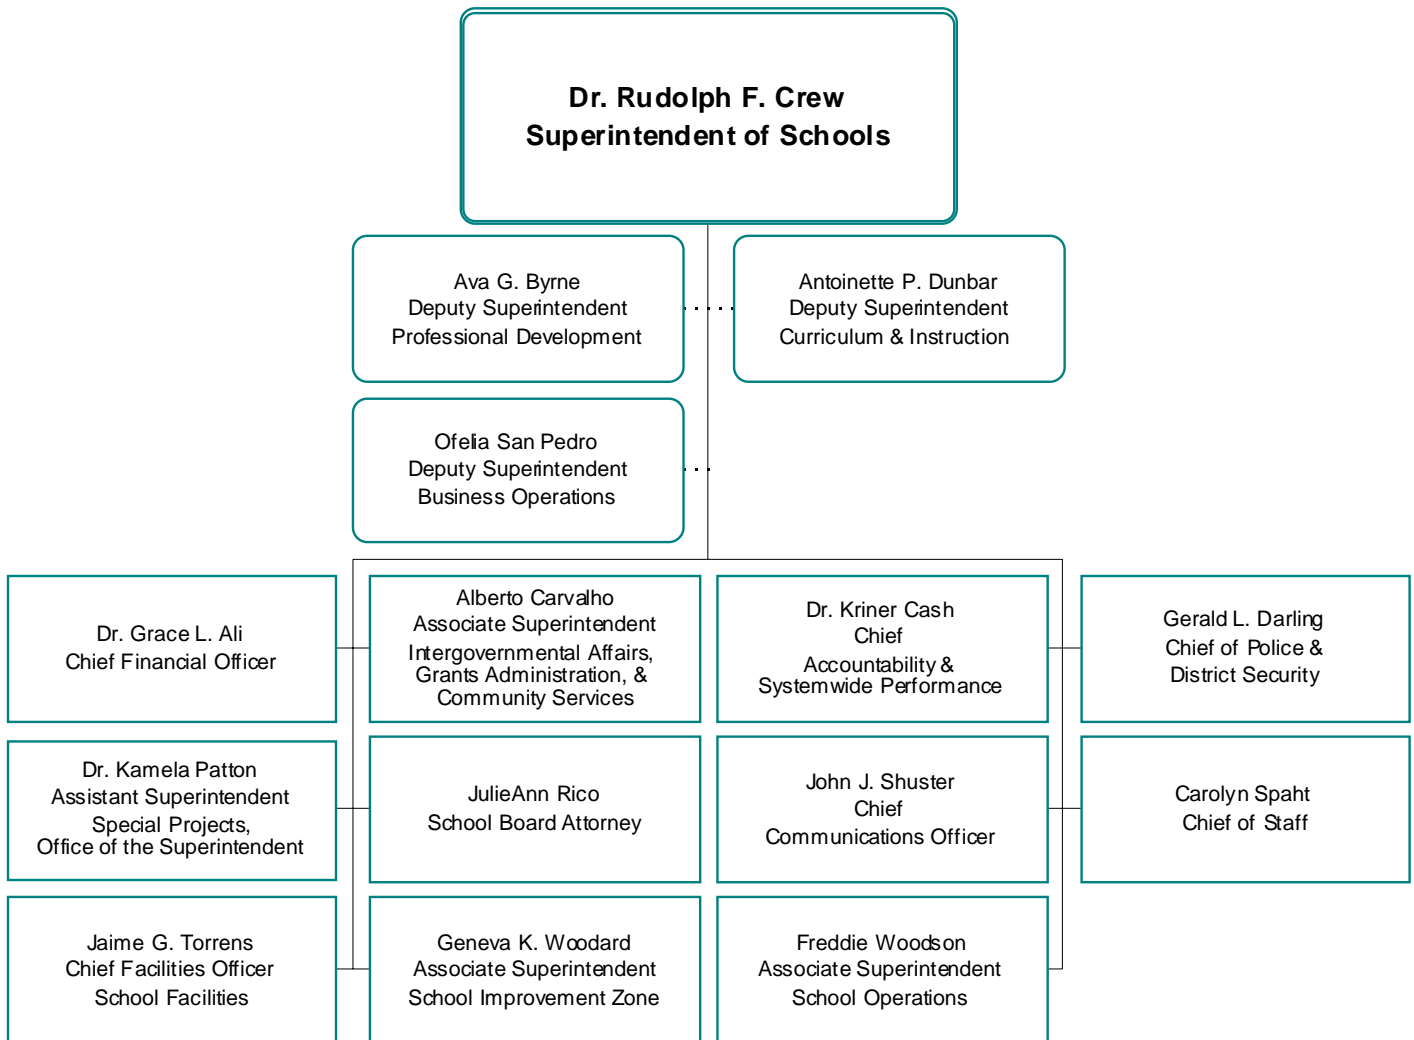 Dr. Rudolph F. Crew
Superintendent of Schools
Ava G. Byrne
Deputy Superintendent
Professional Development
Antoinette P. Dunbar
Deputy Superintendent
Curriculum & Instruction
Ofelia San Pedro
Deputy Superintendent
Business Operations
Dr. Grace L. Ali
Chief Financial Officer
Alberto Carvalho
Associate Superintendent
Intergovernmental Affairs,
Grants Administration, &
Community Services
Dr. Kriner Cash
Chief
Accountability &
Systemwide Performance
Gerald L. Darling
Chief of Police &
District Security
Dr. Kamela Patton
Assistant Superintendent
Special Projects,
Office of the Superintendent
JulieAnn Rico
School Board Attorney
John J. Shuster
Chief
Communications Officer
Carolyn Spaht
Chief of Staff
Jaime G. Torrens
Chief Facilities Officer
School Facilities
Geneva K. Woodard
Associate Superintendent
School Improvement Zone
Freddie Woodson
Associate Superintendent
School Operations